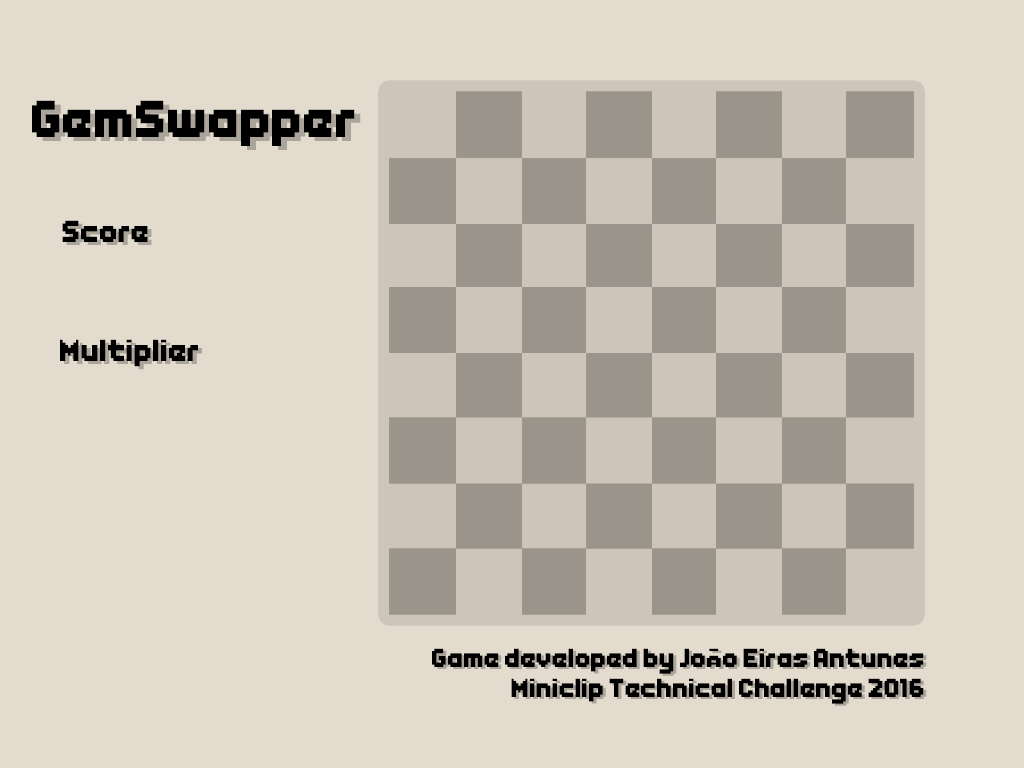 GemSwapper
Score
Multiplier
Game developed by João Eiras Antunes
Miniclip Technical Challenge 2016